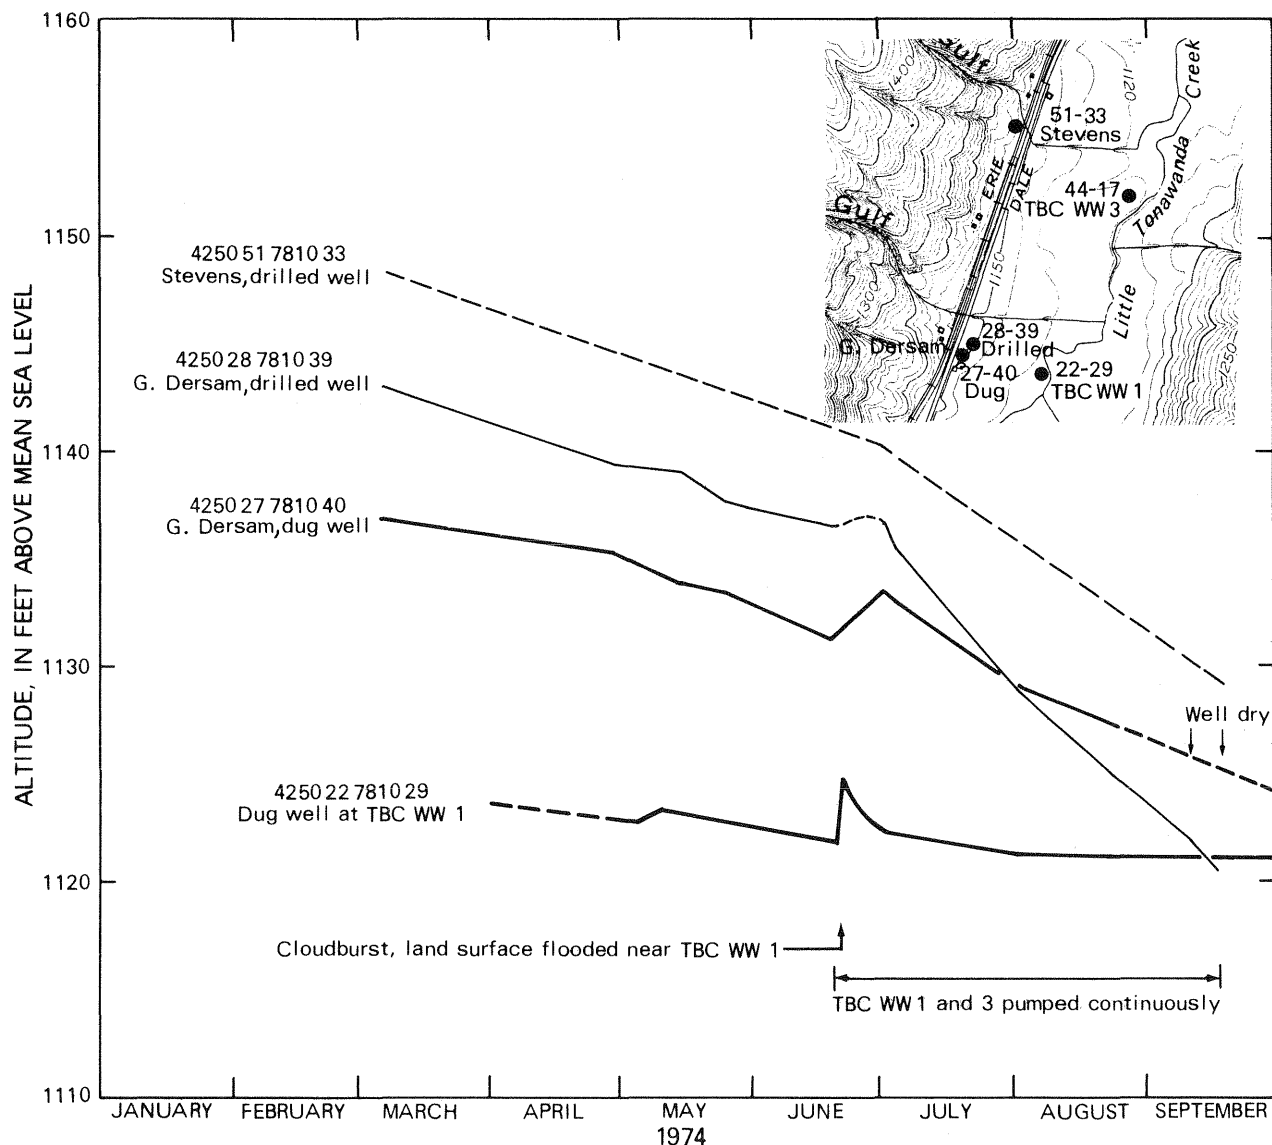 1160
1150
1140
1130
1120
1110
ALTITUDE, IN FEET ABOVE MEAN SEA LEVEL
Gulf
1400
1120
Creek
51-33
Stevens
ERIE
DALE
44-17
TBC WW 3
Tonawanda
Gulf
1150
1300
Little
28-39
G. Dersam
Drilled
27-40
Dug
22-29
TBC WW 1
1250
4250 51 7810 33
Stevens, drilled well
4250 28 7810 39
G. Dersam, drilled well
4250 27 7810 40
G. Dersam, dug well
Well dry
4250 22 7810 29
Dug well at TBC WW 1
Cloudburst, land surface flooded near TBC WW 1
TBC WW 1 and 3 pumped continuously
JANUARY FEBRUARY MARCH APRIL MAY JUNE JULY AUGUST SEPTEMBER
1974